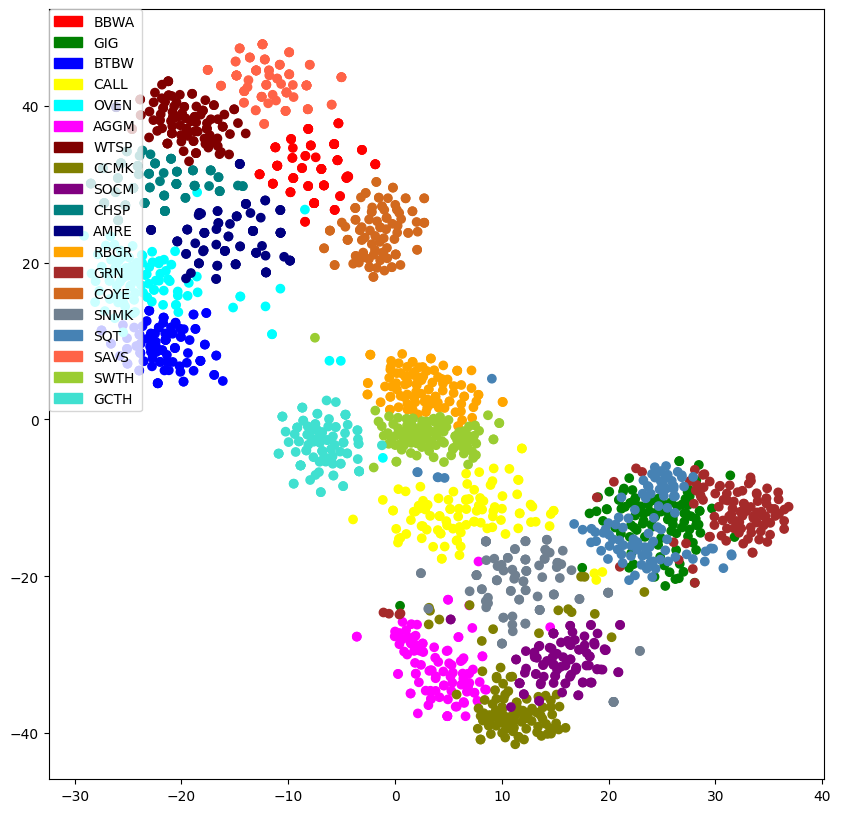 BBWA
GIG
BTBW
CALL
OVEN
AGGM
WTSP
CCMK
SOCM
CHSP
AMRE
RBGR
GRN
COYE
SNMK
SQT
SAVS
SWTH
GCTH
40
20
0
−20
−40
−30 −20 −10 0 10 20 30 40